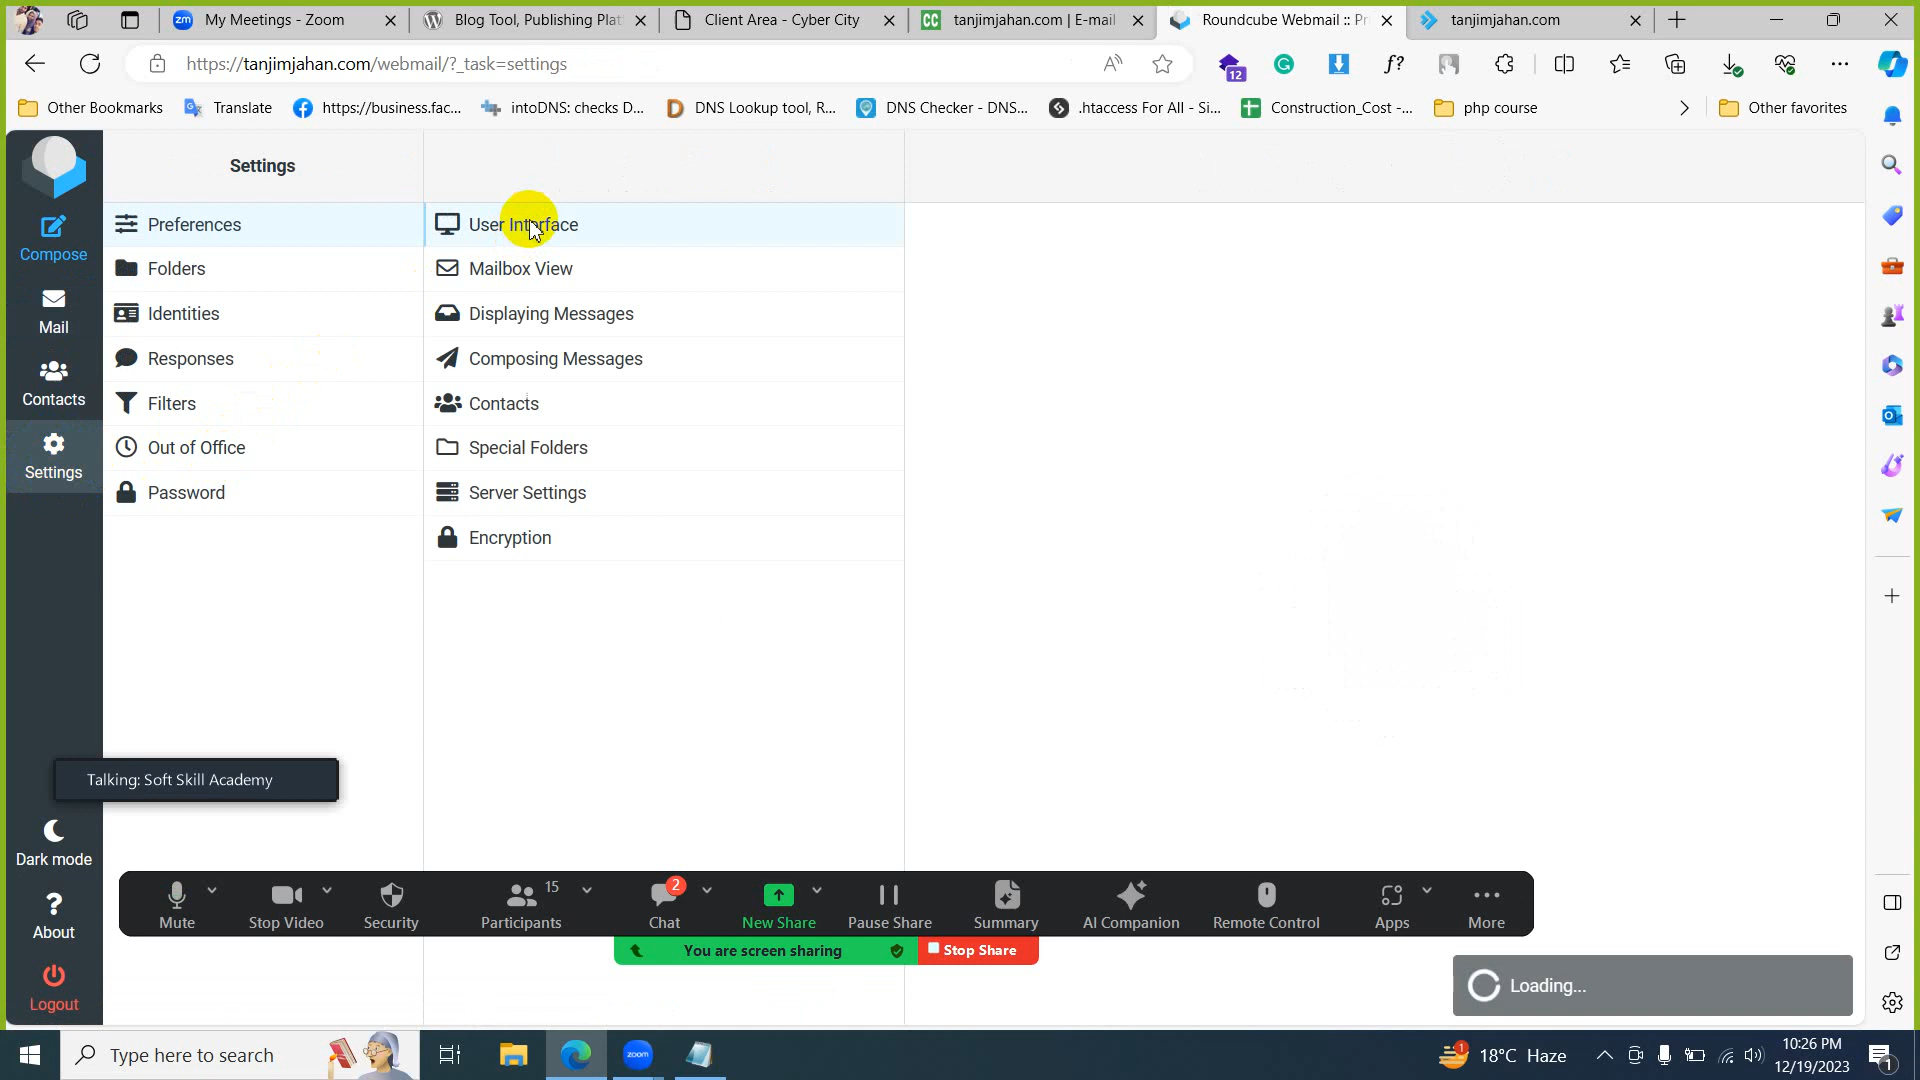 My Meetings - Zoom
Blog Tool, Publishing Plat
Client Area - Cyber City
tanjimjahan.com | E-mail
Roundcube Webmail :: Pr
tanjimjahan.com
https://tanjimjahan.com/webmail/?_task=settings
12
f?
Other Bookmarks
Translate
https://business.fac...
intoDNS: checks D...
DNS Lookup tool, R...
DNS Checker - DNS...
.htaccess For All - Si...
Construction_Cost -...
php course
Other favorites
Settings
Compose
Mail
Contacts
Settings
Preferences
Folders
Identities
Responses
Filters
Out of Office
Password
User Interface
Mailbox View
Displaying Messages
Composing Messages
Contacts
Special Folders
Server Settings
Encryption
Talking: Soft Skill Academy
Dark mode
About
Logout
Mute
Stop Video
Security
15
Participants
2
Chat
New Share
Pause Share
Summary
AI Companion
Remote Control
Apps
More
You are screen sharing
Stop Share
Loading...
Type here to search
zoom
1
18°C Haze
10:26 PM
12/19/2023
1